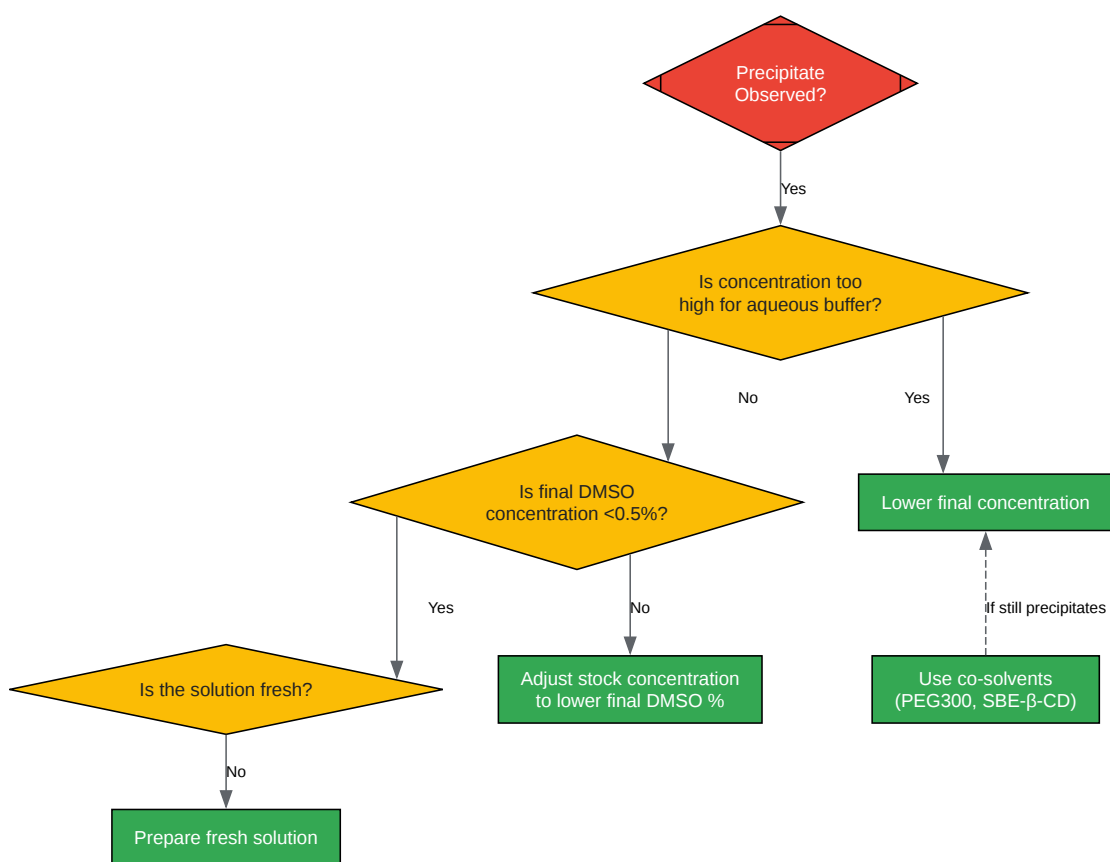 Precipitate
Observed?
Yes
Is concentration too
high for aqueous buffer?
No
Yes
Is final DMSO
concentration <0.5%?
Lower final concentration
Yes
No
If still precipitates
Is the solution fresh?
Adjust stock concentration
to lower final DMSO %
Use co-solvents
(PEG300, SBE-β-CD)
No
Prepare fresh solution